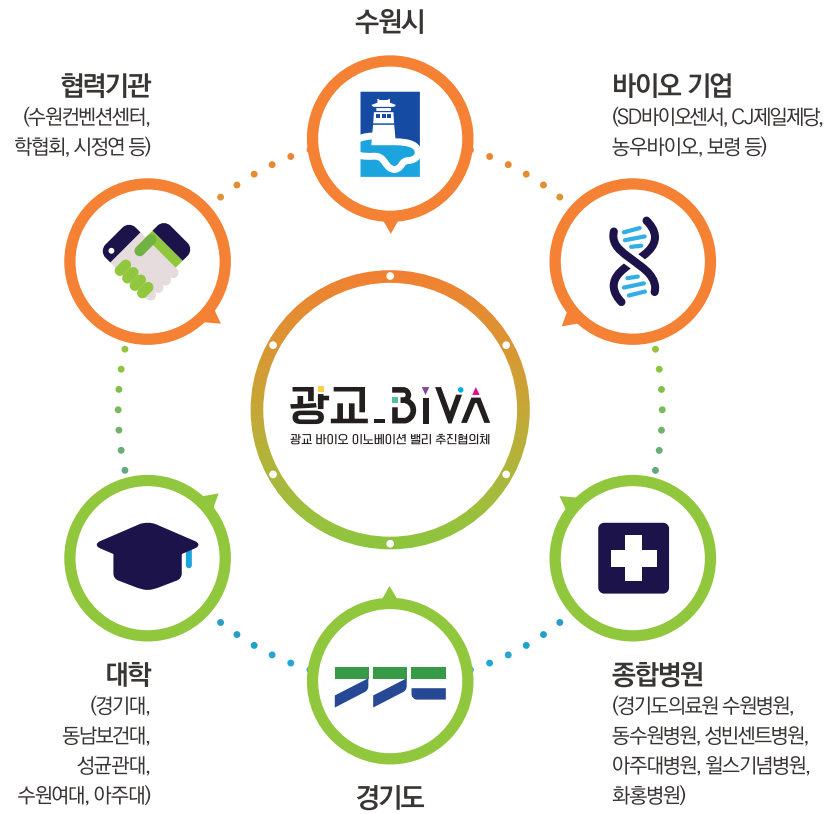 수원시
협력기관
(수원컨벤션센터,
학협회, 시정연 등)
바이오 기업
(SD바이오센서, CJ제일제당,
농우바이오, 보령 등)
광교_BiVA
광교 바이오 이노베이션 밸리 추진협의체
대학
(경기대,
동남보건대,
성균관대,
수원여대, 아주대)
경기도
종합병원
(경기도의료원 수원병원,
동수원병원, 성빈센트병원,
아주대병원, 윌스기념병원,
화홍병원)